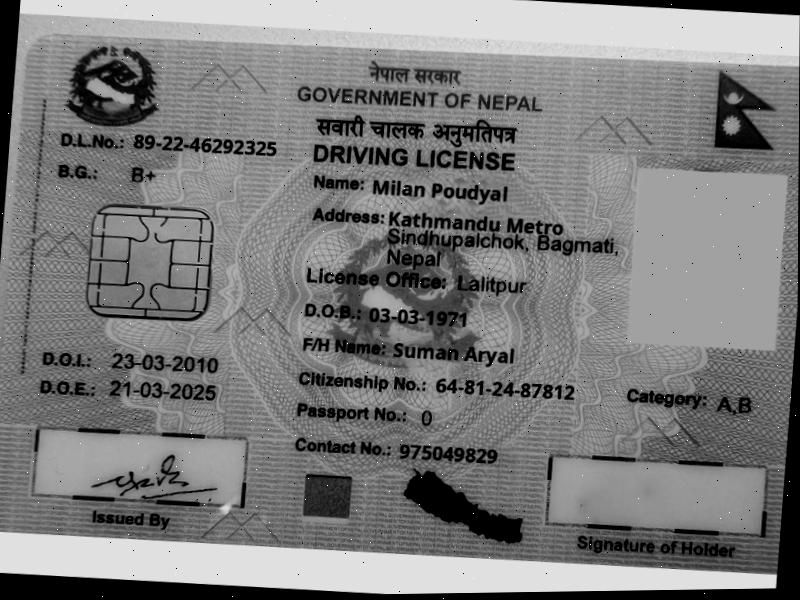 नेपाल सरकार
GOVERNMENT OF NEPAL
सवारी चालक अनुमतिपत्र
DRIVING LICENSE
D.L.No.: 89-22-46292325
B.G.: B+
Name: Milan Poudyal
Address: Kathmandu Metro
Sindhupalchok, Bagmati,
Nepal
License Office: Lalitpur
D.O.B.: 03-03-1971
F/H Name: Suman Aryal
D.O.I.: 23-03-2010
D.O.E.: 21-03-2025
Citizenship No.: 64-81-24-87812
Category: A,B
Passport No.: 0
Contact No.: 975049829
Issued By
Signature of Holder